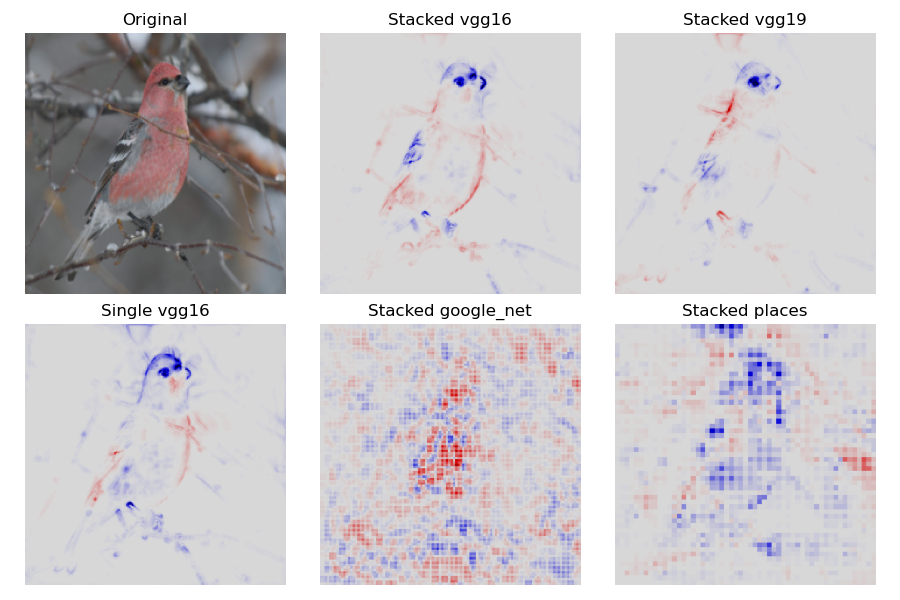 Original
Stacked vgg16
Stacked vgg19
Single vgg16
Stacked google_net
Stacked places